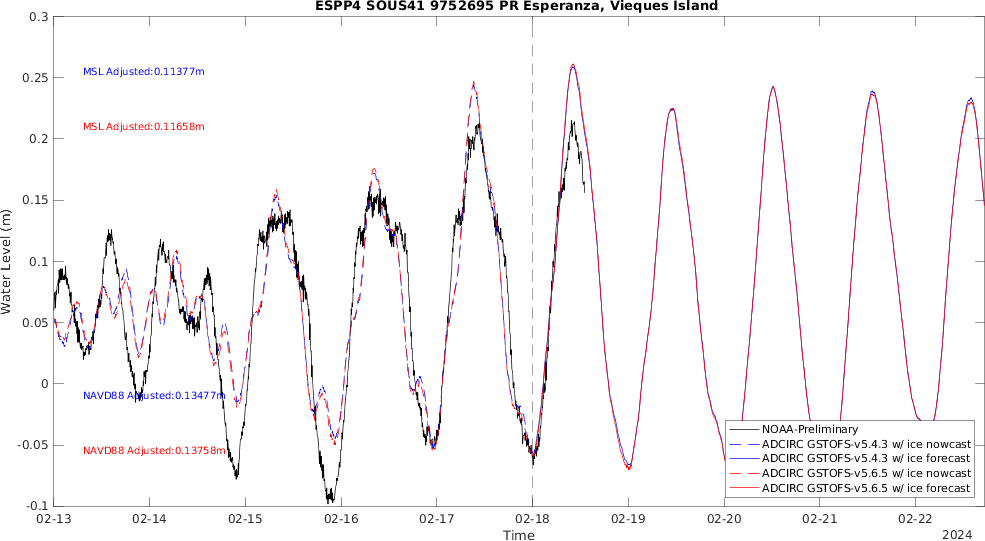 ESPP4 SOUS41 9752695 PR Esperanza, Vieques Island
0.3
0.25
0.2
0.15
0.1
0.05
0
-0.05
-0.1
Water Level (m)
MSL Adjusted:0.11377m
MSL Adjusted:0.11658m
NAVD88 Adjusted:0.13477m
NAVD88 Adjusted:0.13758m
NOAA-Preliminary
ADCIRC GSTOFS-v5.4.3 w/ ice nowcast
ADCIRC GSTOFS-v5.4.3 w/ ice forecast
ADCIRC GSTOFS-v5.6.5 w/ ice nowcast
ADCIRC GSTOFS-v5.6.5 w/ ice forecast
02-13 02-14 02-15 02-16 02-17 02-18 02-19 02-20 02-21 02-22
Time
2024